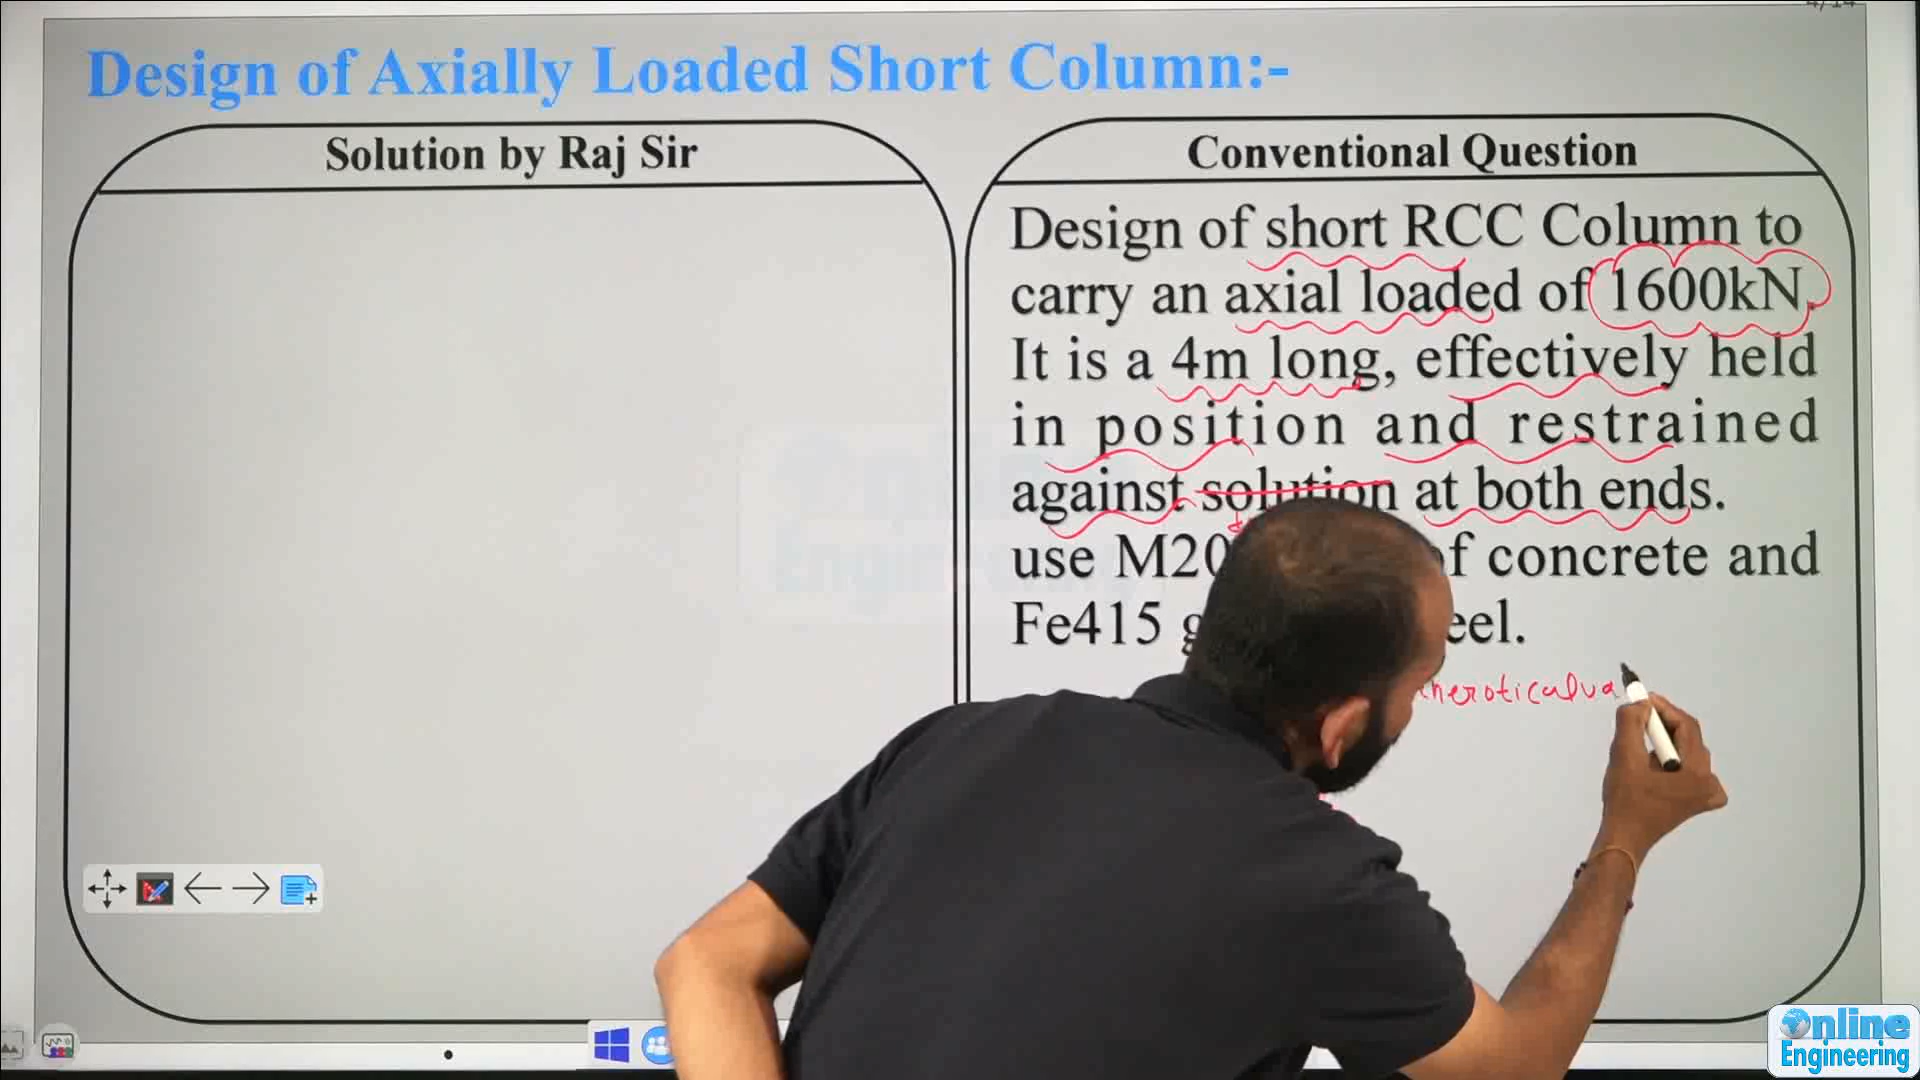 Design of Axially Loaded Short Column:-
Solution by Raj Sir
Conventional Question
Design of short RCC Column to
carry an axial loaded of 1600kN.
It is a 4m long, effectively held
in position and restrained
against solution at both ends.
use M20 of concrete and
Fe415
Online
Engineering